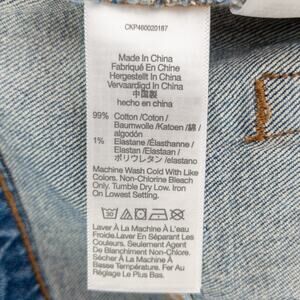 CKP460020187
Made in China
Fabriqué En Chine
Hergestellt In China
Vervaardigd In China
中国製
hecho en china
99% Cotton/Coton/
Baumwolle/Katoen/綿/
algodón
1% Elastane/Élasthanne/
Elastan/Elastaan/
ポリウレタン/elastano
Machine Wash Cold With Like
Colors. Non-Chlorine Bleach
Only. Tumble Dry Low. Iron
On Lowest Setting.
Laver À La Machine À L'eau
Froide.Laver En Séparant Les
Couleurs. Seulement Agent
De Blanchiment Non Chloré.
Sécher À La Machine À
Basse Température. Fer Au
Réglage Le Plus Bas.